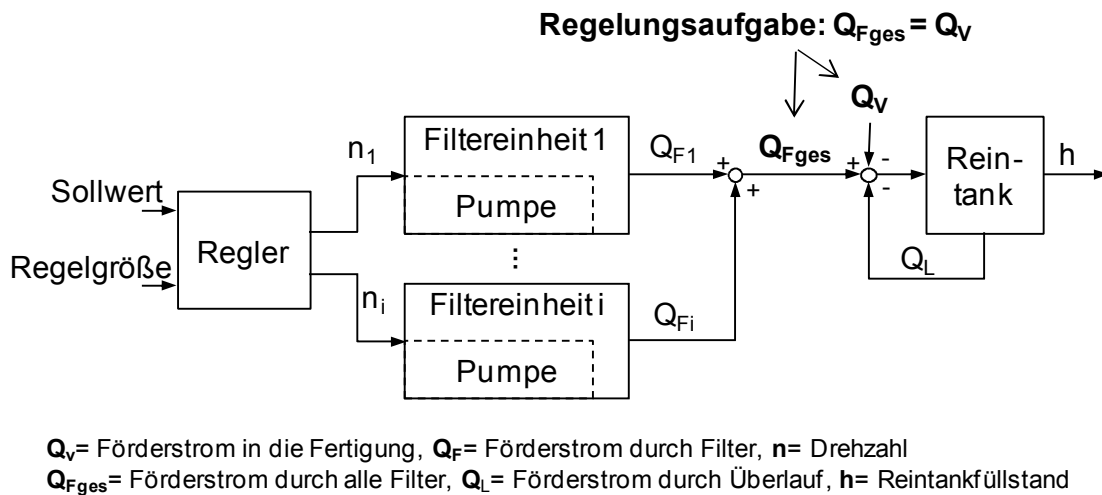 Regelungsaufgabe: QFges = QV
QV
Filtereinheit 1
n1
QF1
QFges
+
+
+
-
-
Rein-
tank
h
Sollwert
Pumpe
Regler
⋮
QL
Regelgröße
ni
Filtereinheit i
QFi
Pumpe
Qv= Förderstrom in die Fertigung, QF= Förderstrom durch Filter, n= Drehzahl
QFges= Förderstrom durch alle Filter, QL= Förderstrom durch Überlauf, h= Reintankfüllstand